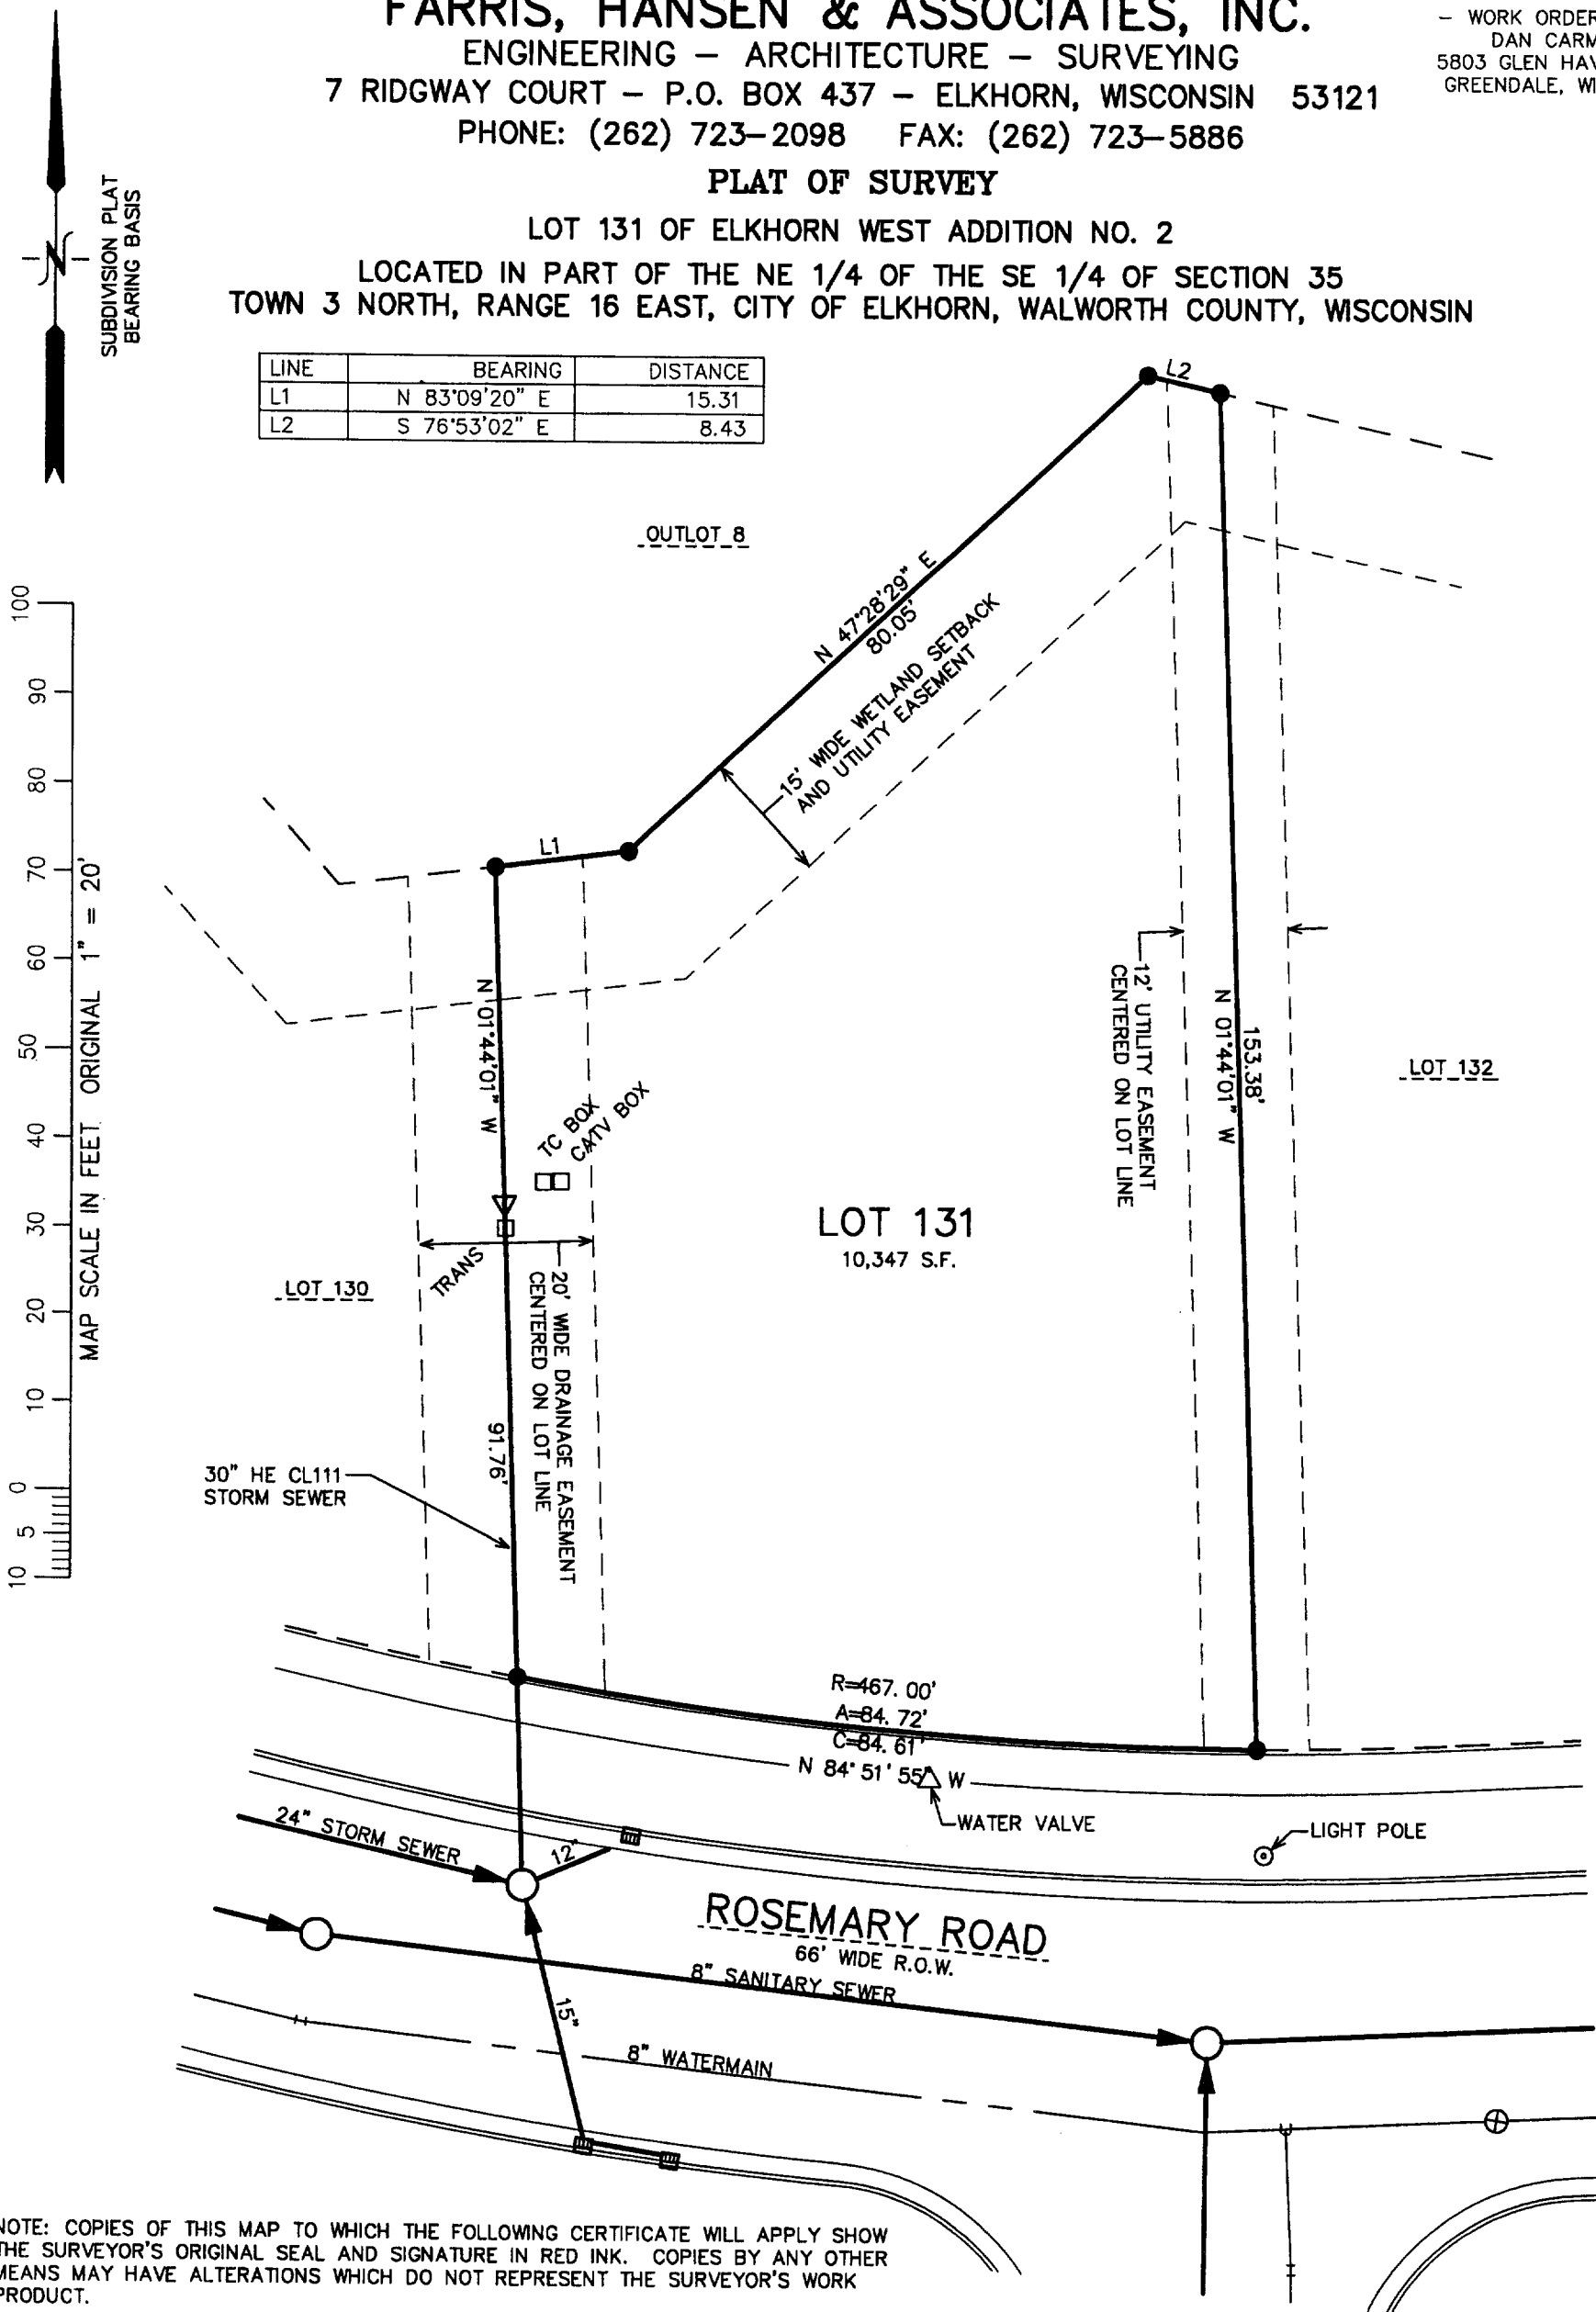 FARRIS, HANSEN & ASSOCIATES, INC.
ENGINEERING – ARCHITECTURE – SURVEYING
7 RIDGWAY COURT – P.O. BOX 437 – ELKHORN, WISCONSIN 53121
PHONE: (262) 723–2098 FAX: (262) 723–5886
– WORK ORDER
DAN
5803 GLEN
GREENDALE, WI
PLAT OF SURVEY
LOT 131 OF ELKHORN WEST ADDITION NO. 2
LOCATED IN PART OF THE NE 1/4 OF THE SE 1/4 OF SECTION 35
TOWN 3 NORTH, RANGE 16 EAST, CITY OF ELKHORN, WALWORTH COUNTY, WISCONSIN
N
SUBDIVISION PLAT
BEARING BASIS
LINE BEARING DISTANCE
L1 N 83°09'20" E 15.31
L2 S 76°53'02" E 8.43
L2
OUTLOT 8
N 47°28'29" E
80.05'
15' WIDE WETLAND SETBACK
AND UTILITY EASEMENT
L1
100
90
80
70
60
50
40
30
20
10
0
5
10
MAP SCALE IN FEET ORIGINAL 1" = 20'
N 01°44'01" W
91.76'
TC BOX
CATV BOX
TRANS
20' WIDE DRAINAGE EASEMENT
CENTERED ON LOT LINE
12' UTILITY EASEMENT
CENTERED ON LOT LINE
N 01°44'01" W
153.38'
LOT 132
LOT 131
10,347 S.F.
LOT 130
30" HE CL111
STORM SEWER
R=467.00'
A=84.72'
C=84.61'
N 84°51'55" W
WATER VALVE
LIGHT POLE
24" STORM SEWER
12"
ROSEMARY ROAD
66' WIDE R.O.W.
8" SANITARY SEWER
15"
8" WATERMAIN
NOTE: COPIES OF THIS MAP TO WHICH THE FOLLOWING CERTIFICATE WILL APPLY SHOW
THE SURVEYOR'S ORIGINAL SEAL AND SIGNATURE IN RED INK. COPIES BY ANY OTHER
MEANS MAY HAVE ALTERATIONS WHICH DO NOT REPRESENT THE SURVEYOR'S WORK
PRODUCT.